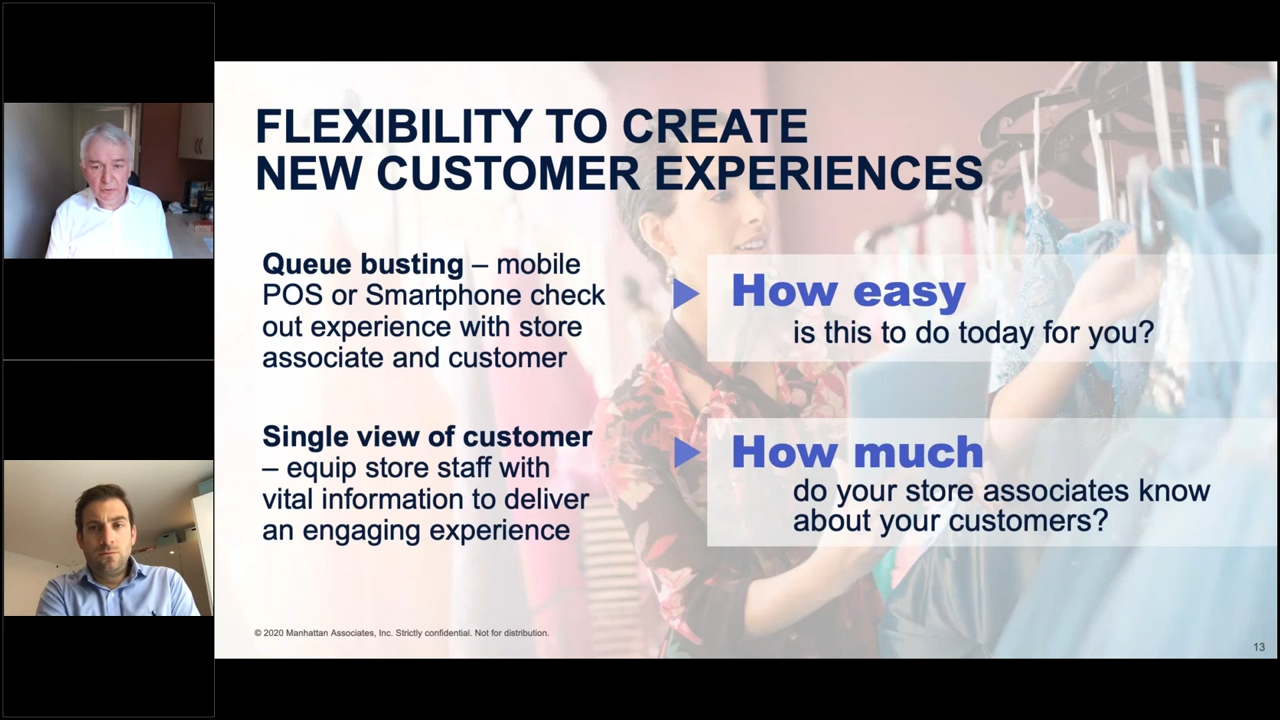 FLEXIBILITY TO CREATE
NEW CUSTOMER EXPERIENCES
Queue busting – mobile
POS or Smartphone check
out experience with store
associate and customer
How easy
is this to do today for you?
Single view of customer
– equip store staff with
vital information to deliver
an engaging experience
How much
do your store associates know
about your customers?
© 2020 Manhattan Associates, Inc. Strictly confidential. Not for distribution.
13